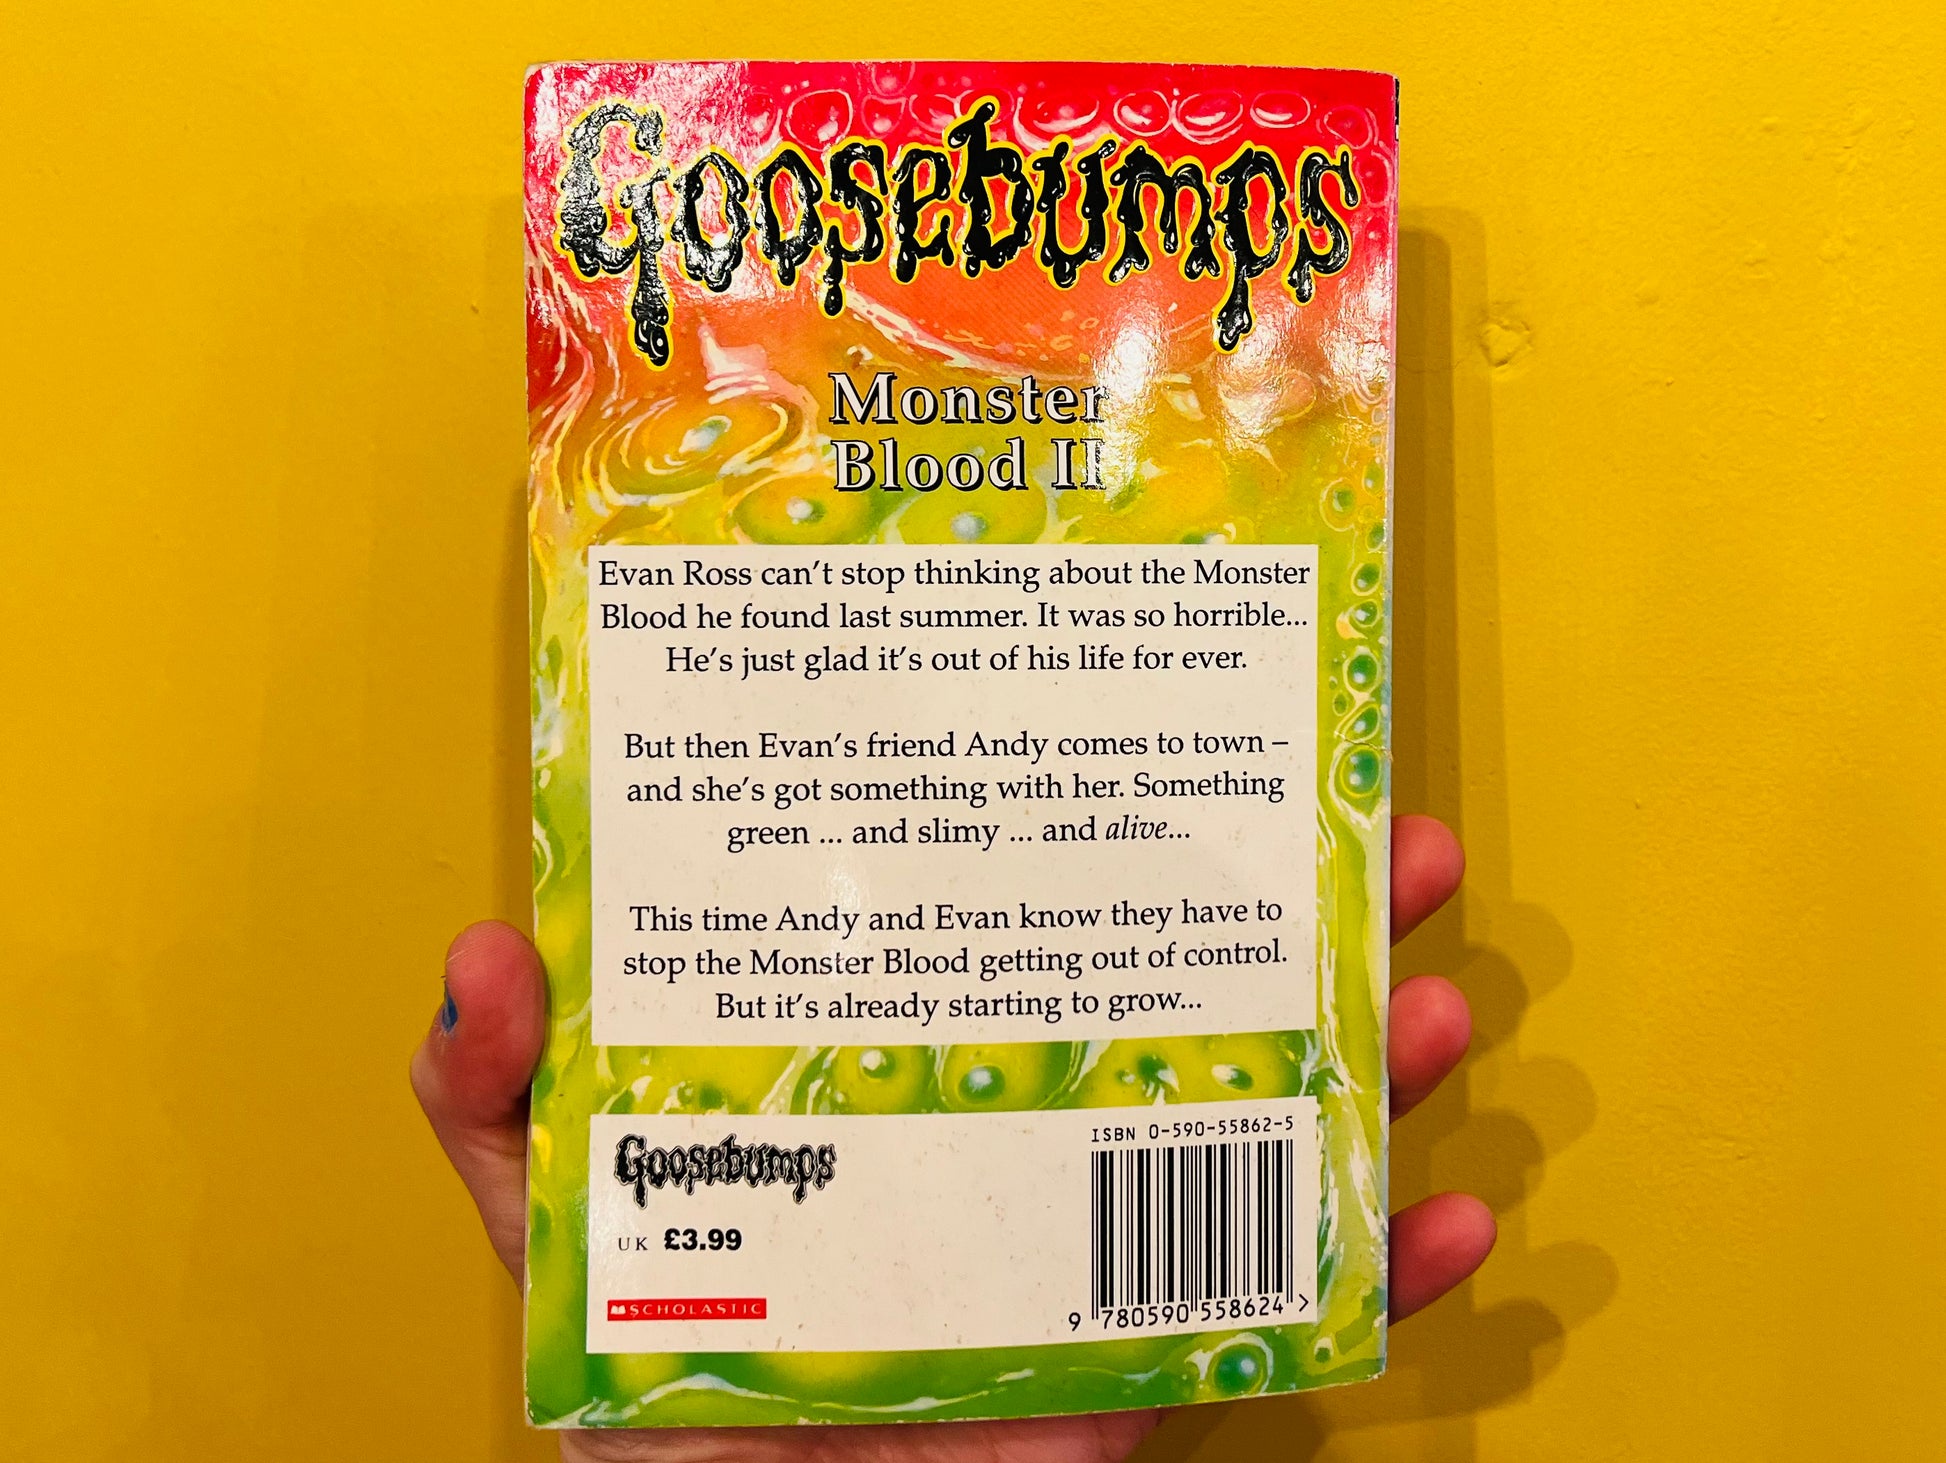 Goosebumps
Monster
Blood II
Evan Ross can't stop thinking about the Monster
Blood he found last summer. It was so horrible...
He's just glad it's out of his life for ever.
But then Evan's friend Andy comes to town –
and she's got something with her. Something
green ... and slimy ... and alive...
This time Andy and Evan know they have to
stop the Monster Blood getting out of control.
But it's already starting to grow...
Goosebumps
UK £3.99
SCHOLASTIC
ISBN 0-590-55862-5
9 780590 558624 >